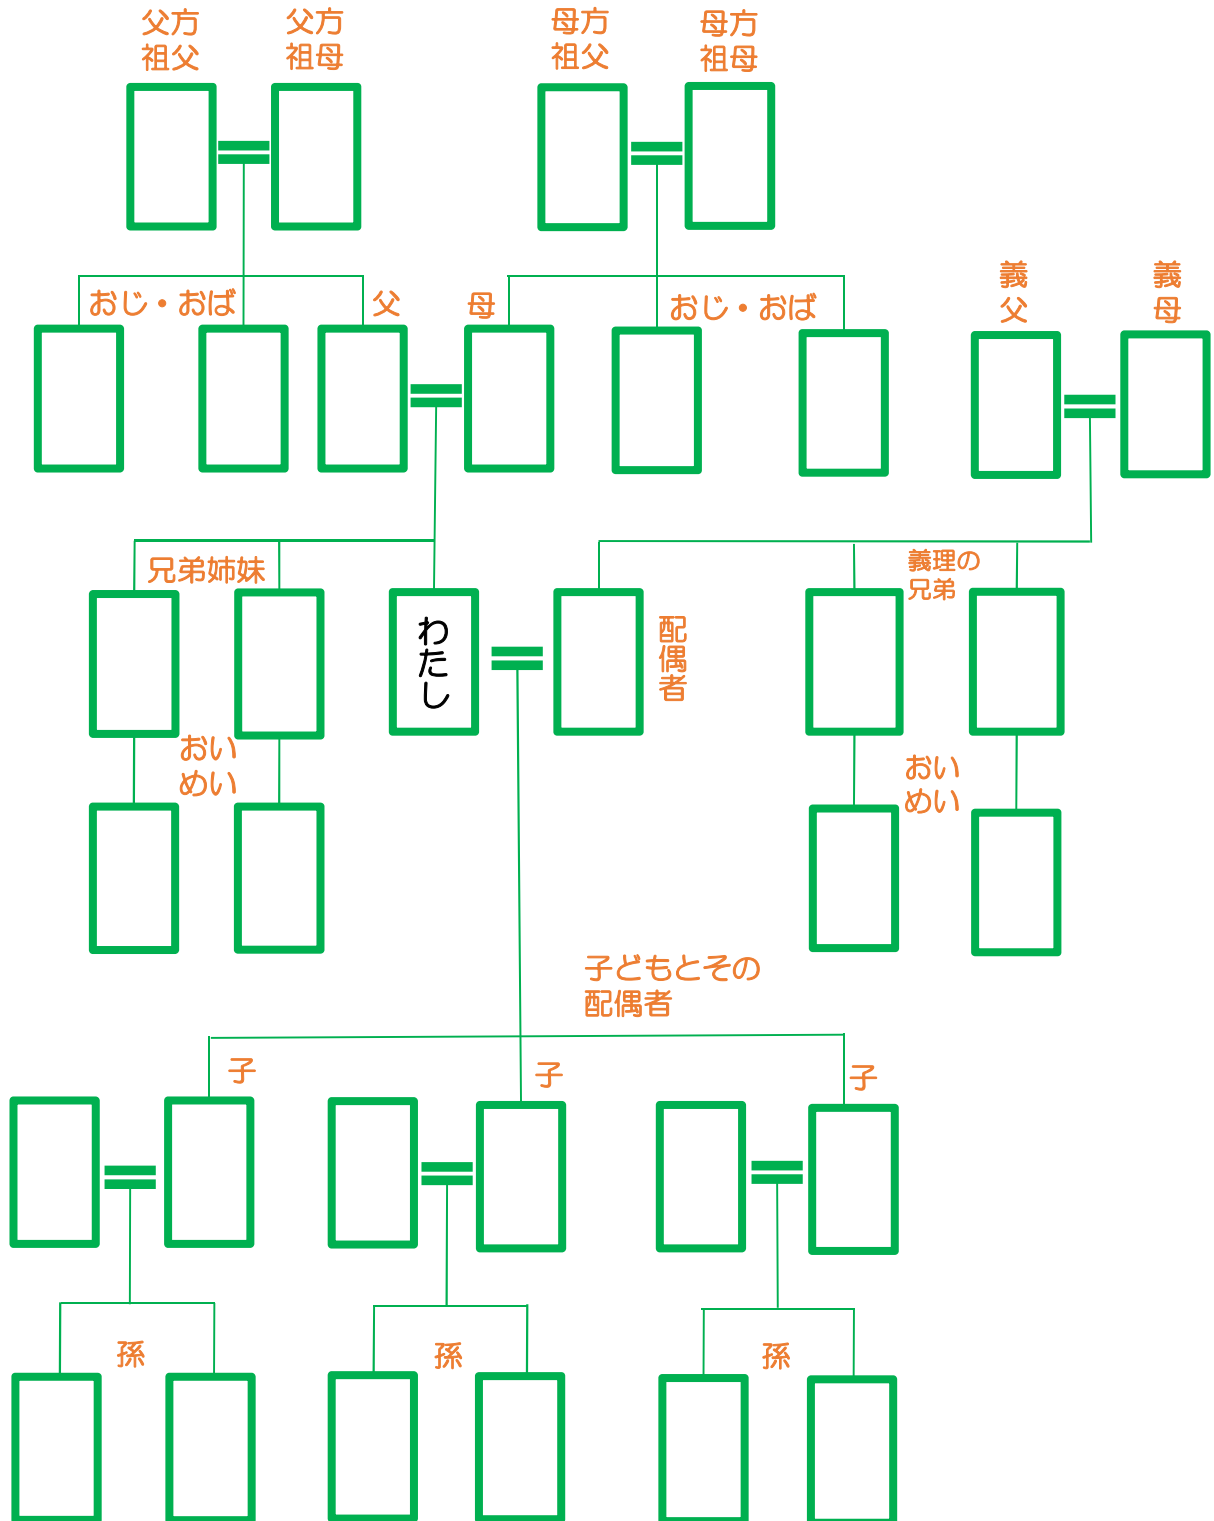 父方
祖父
父方
祖母
母方
祖父
母方
祖母
おじ・おば
父
母
おじ・おば
義
父
義
母
兄弟姉妹
わたし
配偶者
義理の
兄弟
おい
めい
おい
めい
子どもとその
配偶者
子
子
子
孫
孫
孫